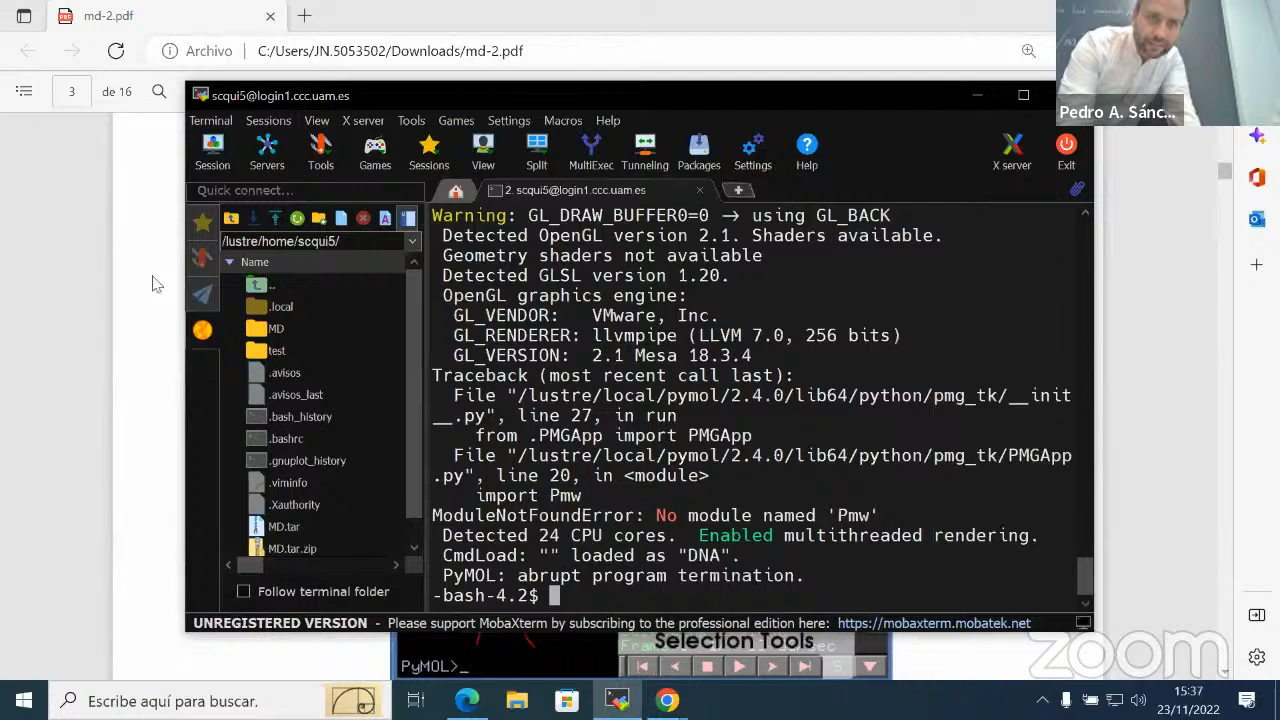 md-2.pdf
Archivo
C:/Users/JN.5053392/Downloads/md-2.pdf
3
de 16
Pedro A. Sánc...
scqui5@login1.ccc.uam.es
Terminal Sessions View X server Tools Games Settings Macros Help
Session Servers Tools Games Sessions View Split MultiExec Tunneling Packages Settings Help
X server Exit
Quick connect...
2. scqui5@login1.ccc.uam.es
/lustre/home/scqui5/
Name
..
.local
MD
test
.avisos
.avisos_last
.bash_history
.bashrc
.gnuplot_history
.viminfo
.Xauthority
MD.tar
MD.tar.zip
Follow terminal folder
Warning: GL_DRAW_BUFFER0=0 -> using GL_BACK
Detected OpenGL version 2.1. Shaders available.
Geometry shaders not available
Detected GLSL version 1.20.
OpenGL graphics engine:
GL_VENDOR: VMware, Inc.
GL_RENDERER: llvmpipe (LLVM 7.0, 256 bits)
GL_VERSION: 2.1 Mesa 18.3.4
Traceback (most recent call last):
File "/lustre/local/pymol/2.4.0/lib64/python/pmg_tk/__init
__.py", line 27, in run
from .PMGApp import PMGApp
File "/lustre/local/pymol/2.4.0/lib64/python/pmg_tk/PMGApp
.py", line 20, in <module>
import Pmw
ModuleNotFoundError: No module named 'Pmw'
Detected 24 CPU cores. Enabled multithreaded rendering.
CmdLoad: "" loaded as "DNA".
PyMOL: abrupt program termination.
-bash-4.2$
UNREGISTERED VERSION - Please support MobaXterm by subscribing to the professional edition here: https://mobaxterm.mobatek.net
Selection Tools
PyMOL>_
S
zoom
Escribe aquí para buscar.
15:37
23/11/2022